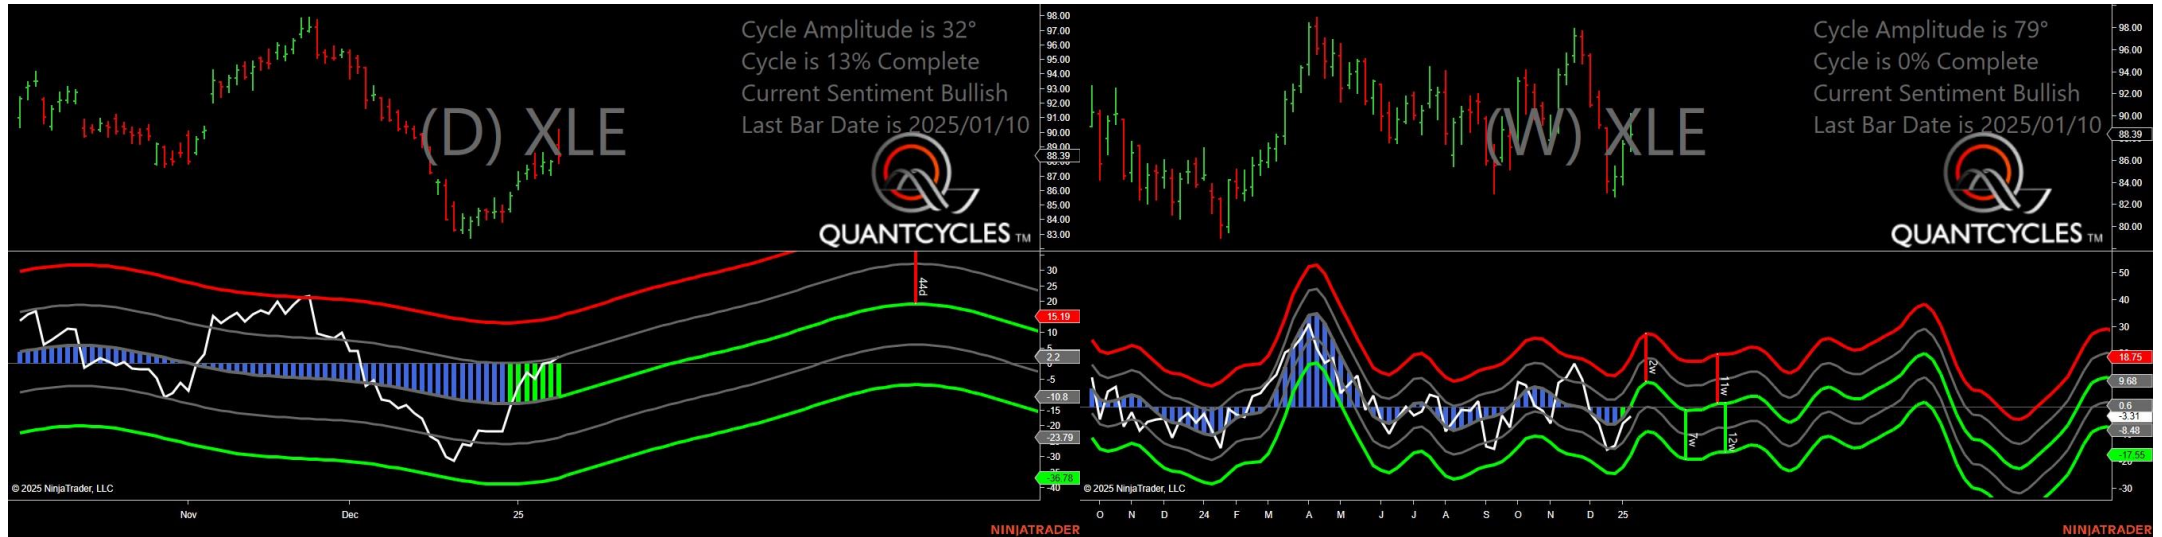 Cycle Amplitude is 32°
Cycle is 13% Complete
Current Sentiment Bullish
Last Bar Date is 2025/01/10
(D) XLE
QUANTCYCLES TM
98.00
97.00
96.00
95.00
94.00
93.00
92.00
91.00
90.00
88.39
88.00
87.00
86.00
85.00
84.00
83.00
44d
30
25
20
15.19
10
5
2.2
0
-5
-10.8
-15
-20
-23.79
-30
-36.78
-40
© 2025 NinjaTrader, LLC
Nov Dec 25
NINJATRADER
Cycle Amplitude is 79°
Cycle is 0% Complete
Current Sentiment Bullish
Last Bar Date is 2025/01/10
(W) XLE
QUANTCYCLES TM
98.00
96.00
94.00
92.00
90.00
88.39
86.00
84.00
82.00
80.00
2w
11w
7w
12w
50
40
30
18.75
9.68
0.6
-3.31
-8.48
-17.55
-20
-30
© 2025 NinjaTrader, LLC
O N D 24 F M A M J J A S O N D 25
NINJATRADER